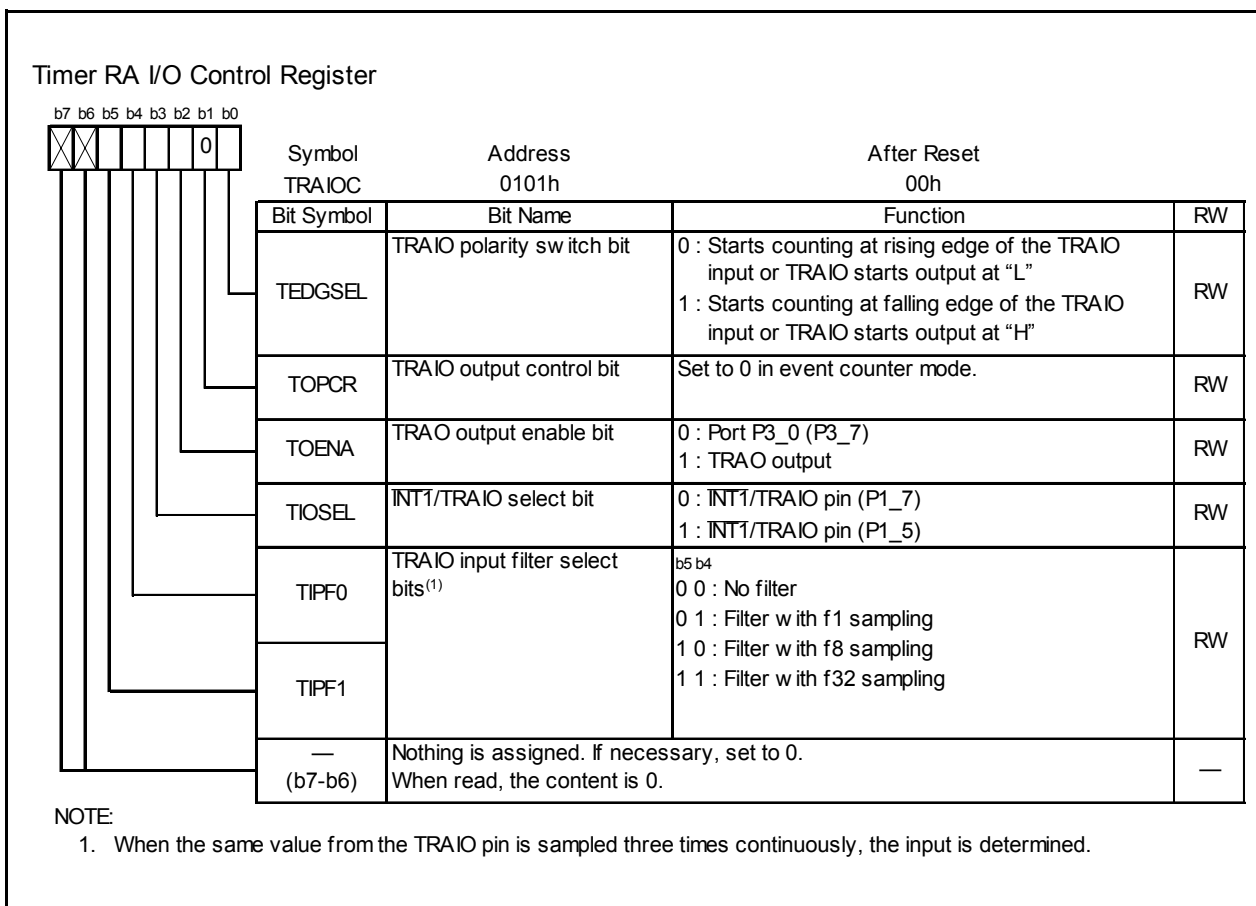 Timer RA I/O Control Register
b7 b6 b5 b4 b3 b2 b1 b0
0
Symbol Address After Reset
TRAIOC 0101h 00h
Bit Symbol Bit Name Function RW
TEDGSEL TRAIO polarity switch bit 0 : Starts counting at rising edge of the TRAIO
input or TRAIO starts output at “L”
1 : Starts counting at falling edge of the TRAIO
input or TRAIO starts output at “H”
RW
TOPCR TRAIO output control bit Set to 0 in event counter mode. RW
TOENA TRAO output enable bit 0 : Port P3_0 (P3_7)
1 : TRAO output
RW
TIOSEL INT1/TRAIO select bit 0 : INT1/TRAIO pin (P1_7)
1 : INT1/TRAIO pin (P1_5)
RW
TIPF0 TRAIO input filter select
bits(1)
b5 b4
0 0 : No filter
0 1 : Filter with f1 sampling
1 0 : Filter with f8 sampling
1 1 : Filter with f32 sampling
RW
TIPF1
— Nothing is assigned. If necessary, set to 0.
(b7-b6) When read, the content is 0. —
NOTE:
1. When the same value from the TRAIO pin is sampled three times continuously, the input is determined.